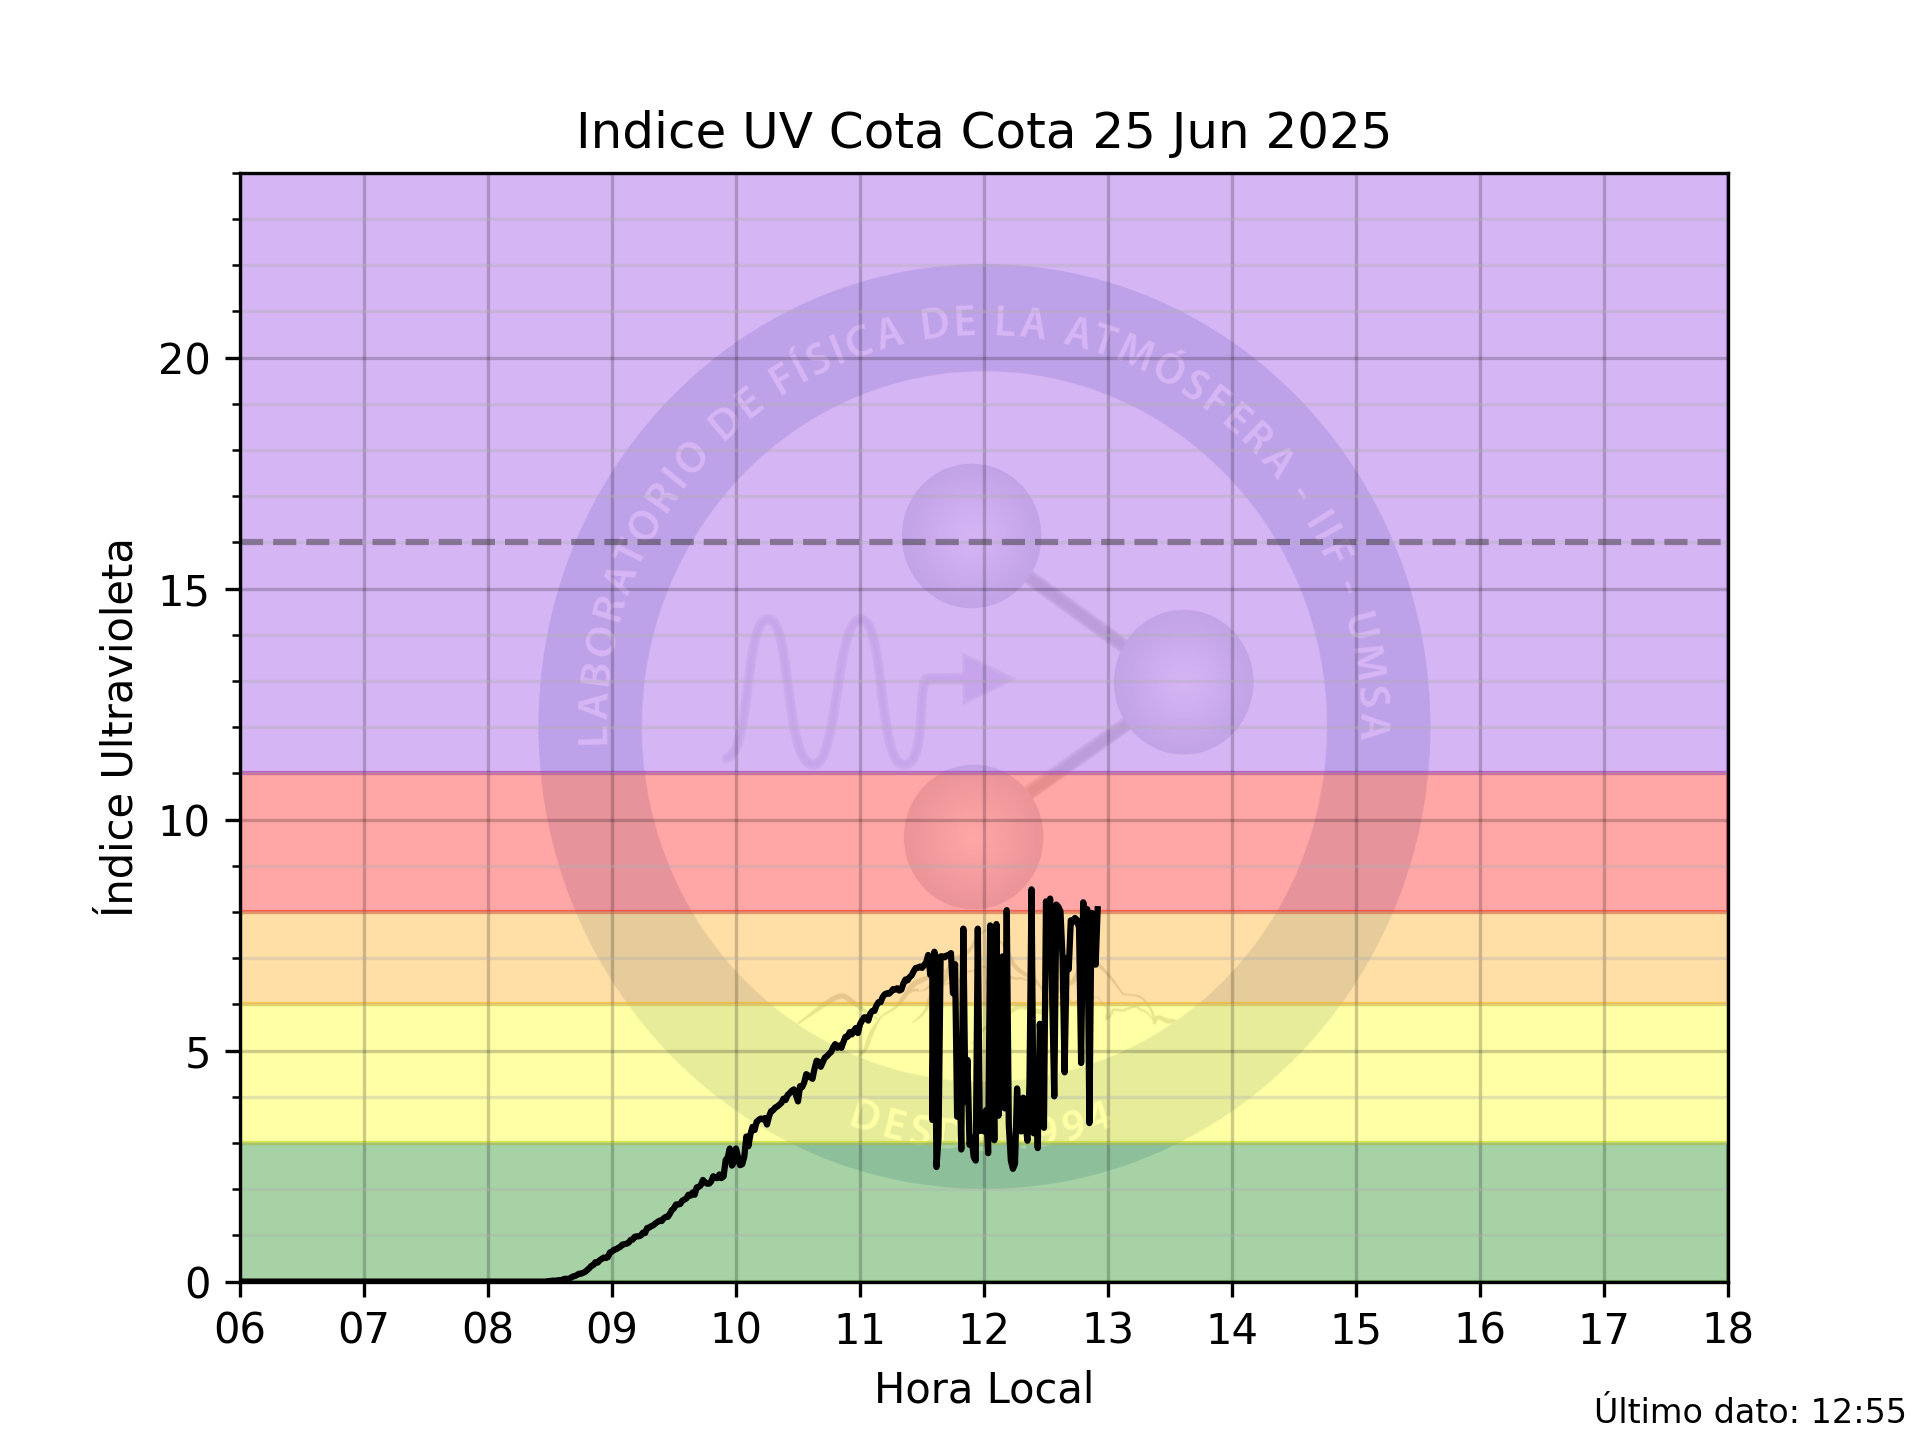 Indice UV Cota Cota 25 Jun 2025
LABORATORIO DE FÍSICA DE LA ATMÓSFERA - IIF - UMSA
20
15
10
5
0
Índice Ultravioleta
06 07 08 09 10 11 12 13 14 15 16 17 18
Hora Local
Último dato: 12:55